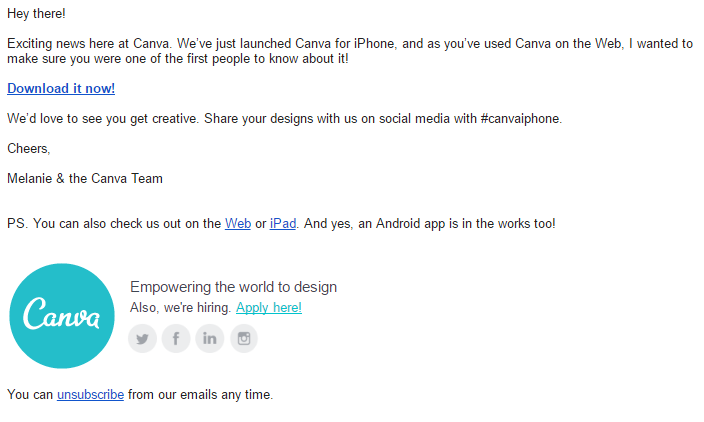 Hey there!
Exciting news here at Canva. We've just launched Canva for iPhone, and as you've used Canva on the Web, I wanted to
make sure you were one of the first people to know about it!
Download it now!
We'd love to see you get creative. Share your designs with us on social media with #canvaiphone.
Cheers,
Melanie & the Canva Team
PS. You can also check us out on the Web or iPad. And yes, an Android app is in the works too!
Canva
Empowering the world to design
Also, we're hiring. Apply here!
You can unsubscribe from our emails any time.